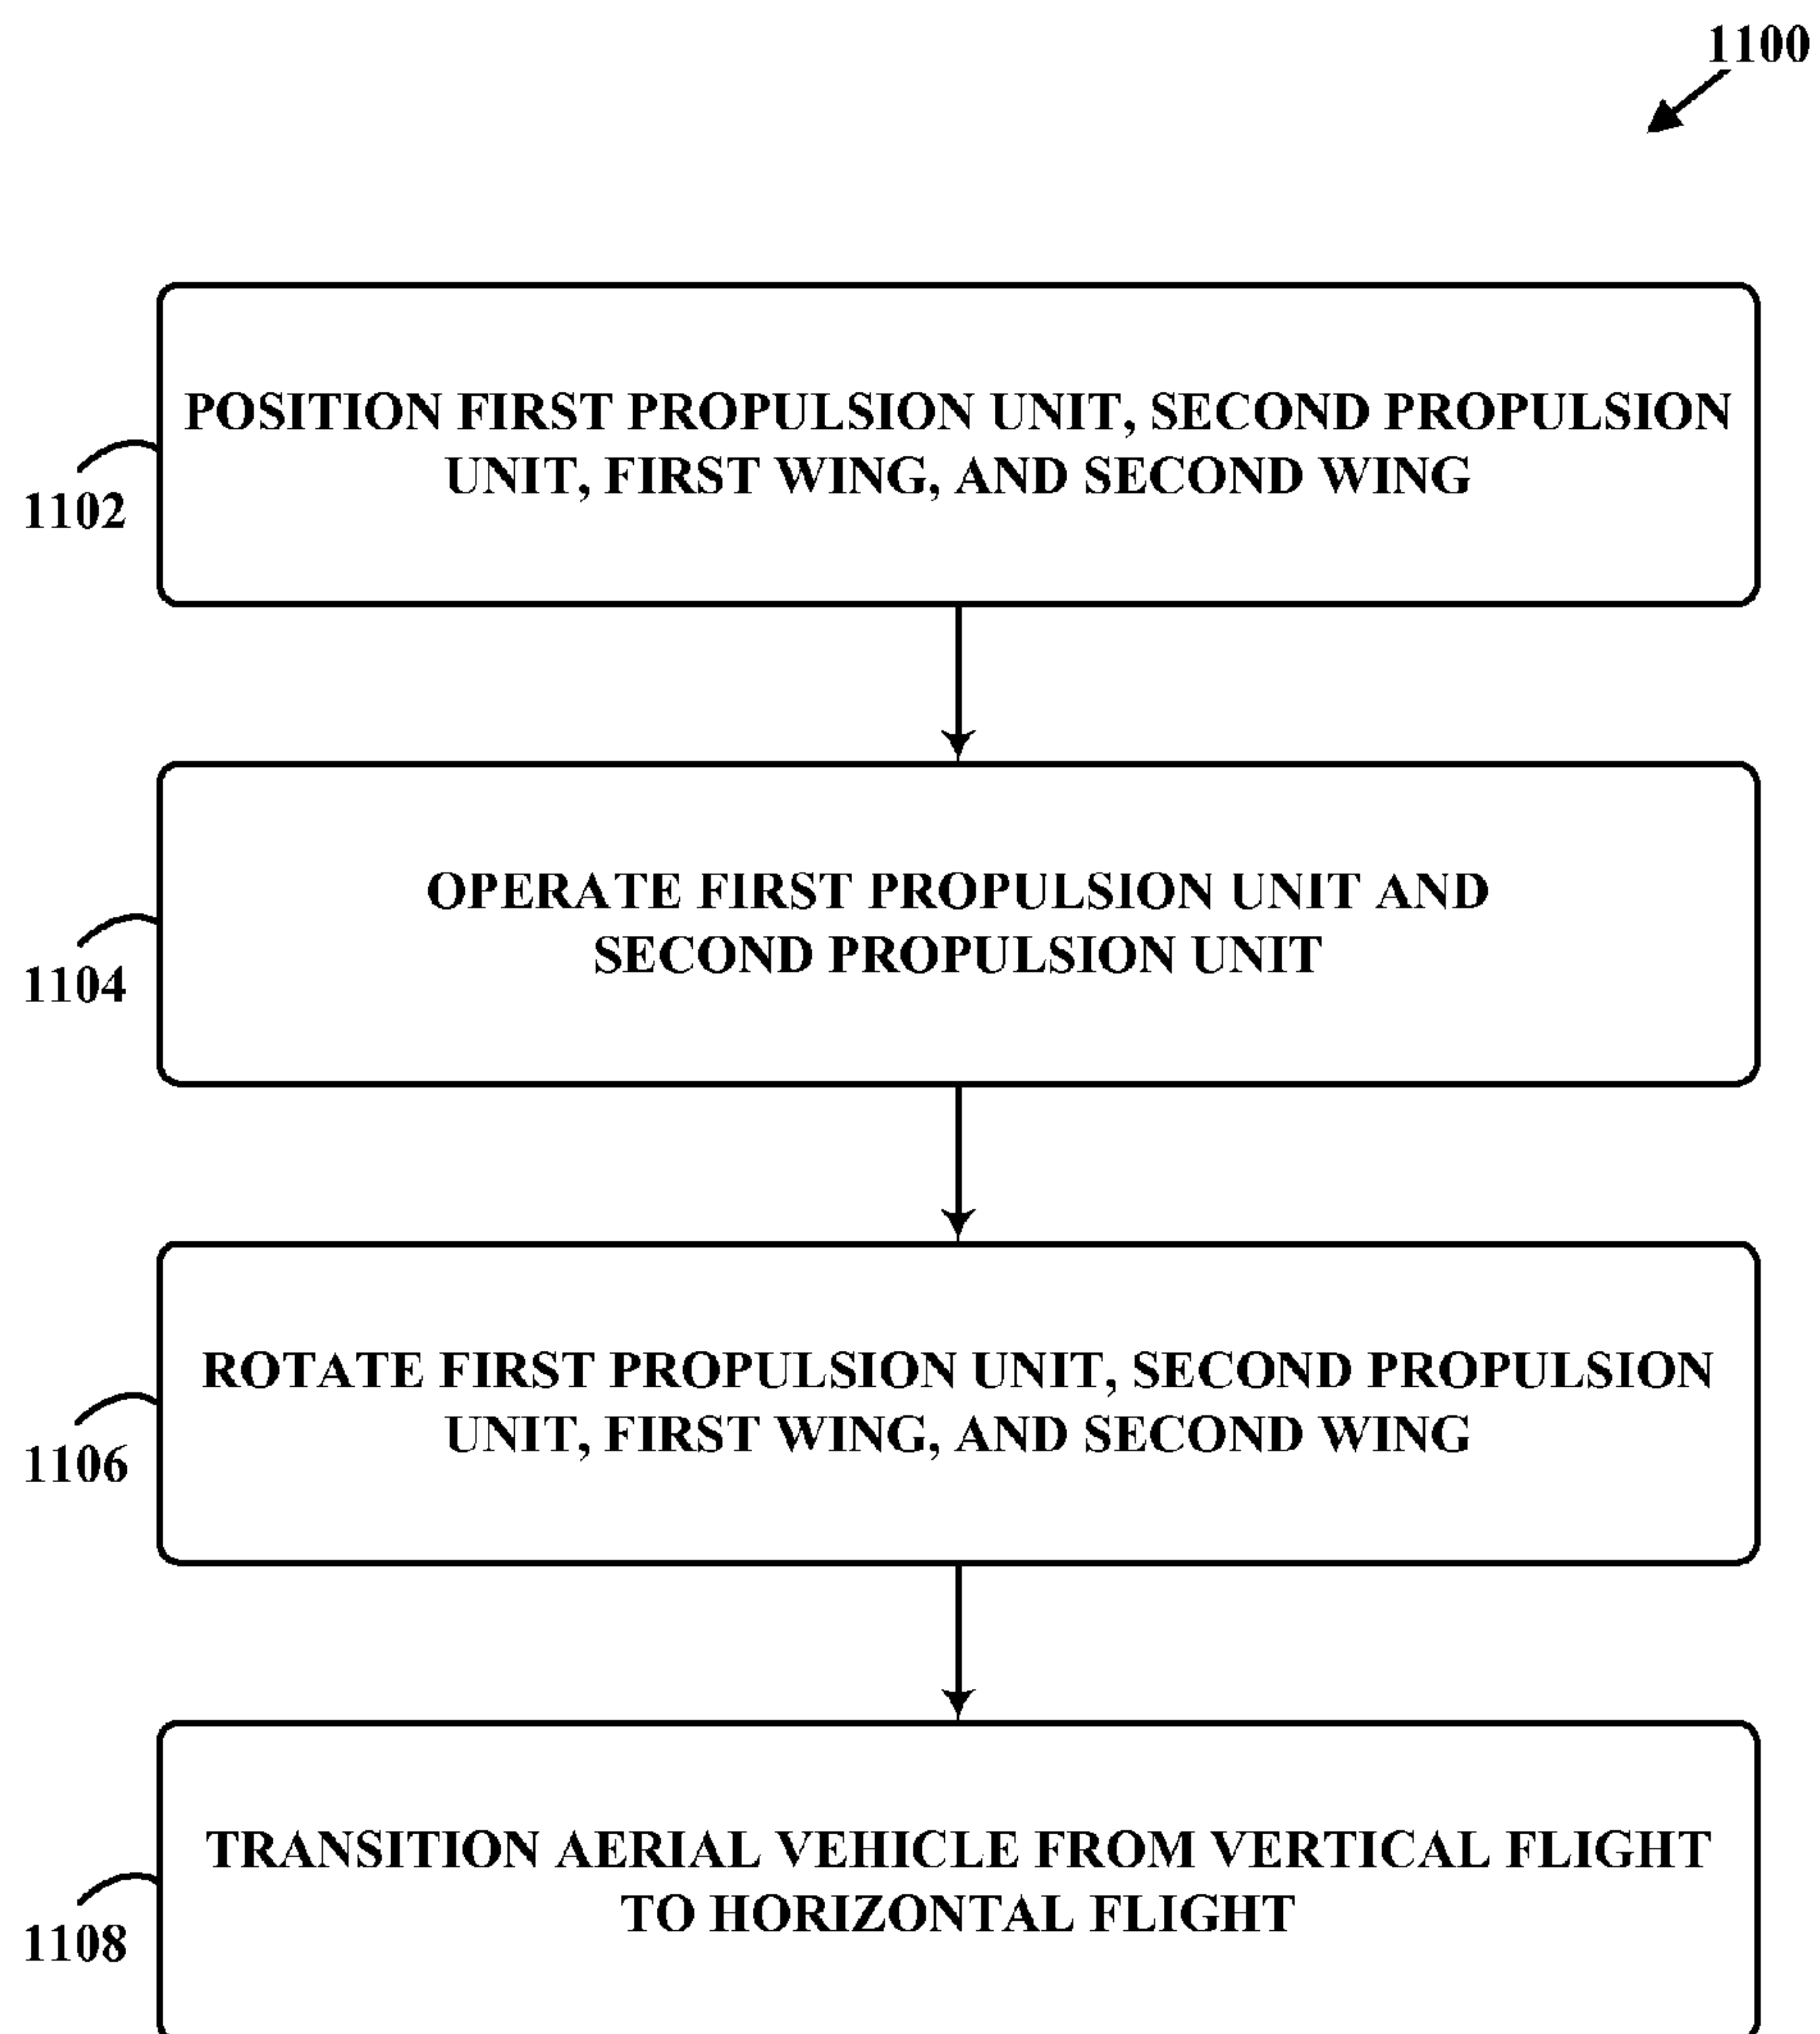 1100
POSITION FIRST PROPULSION UNIT, SECOND PROPULSION
UNIT, FIRST WING, AND SECOND WING
1102
OPERATE FIRST PROPULSION UNIT AND
SECOND PROPULSION UNIT
1104
ROTATE FIRST PROPULSION UNIT, SECOND PROPULSION
UNIT, FIRST WING, AND SECOND WING
1106
TRANSITION AERIAL VEHICLE FROM VERTICAL FLIGHT
TO HORIZONTAL FLIGHT
1108